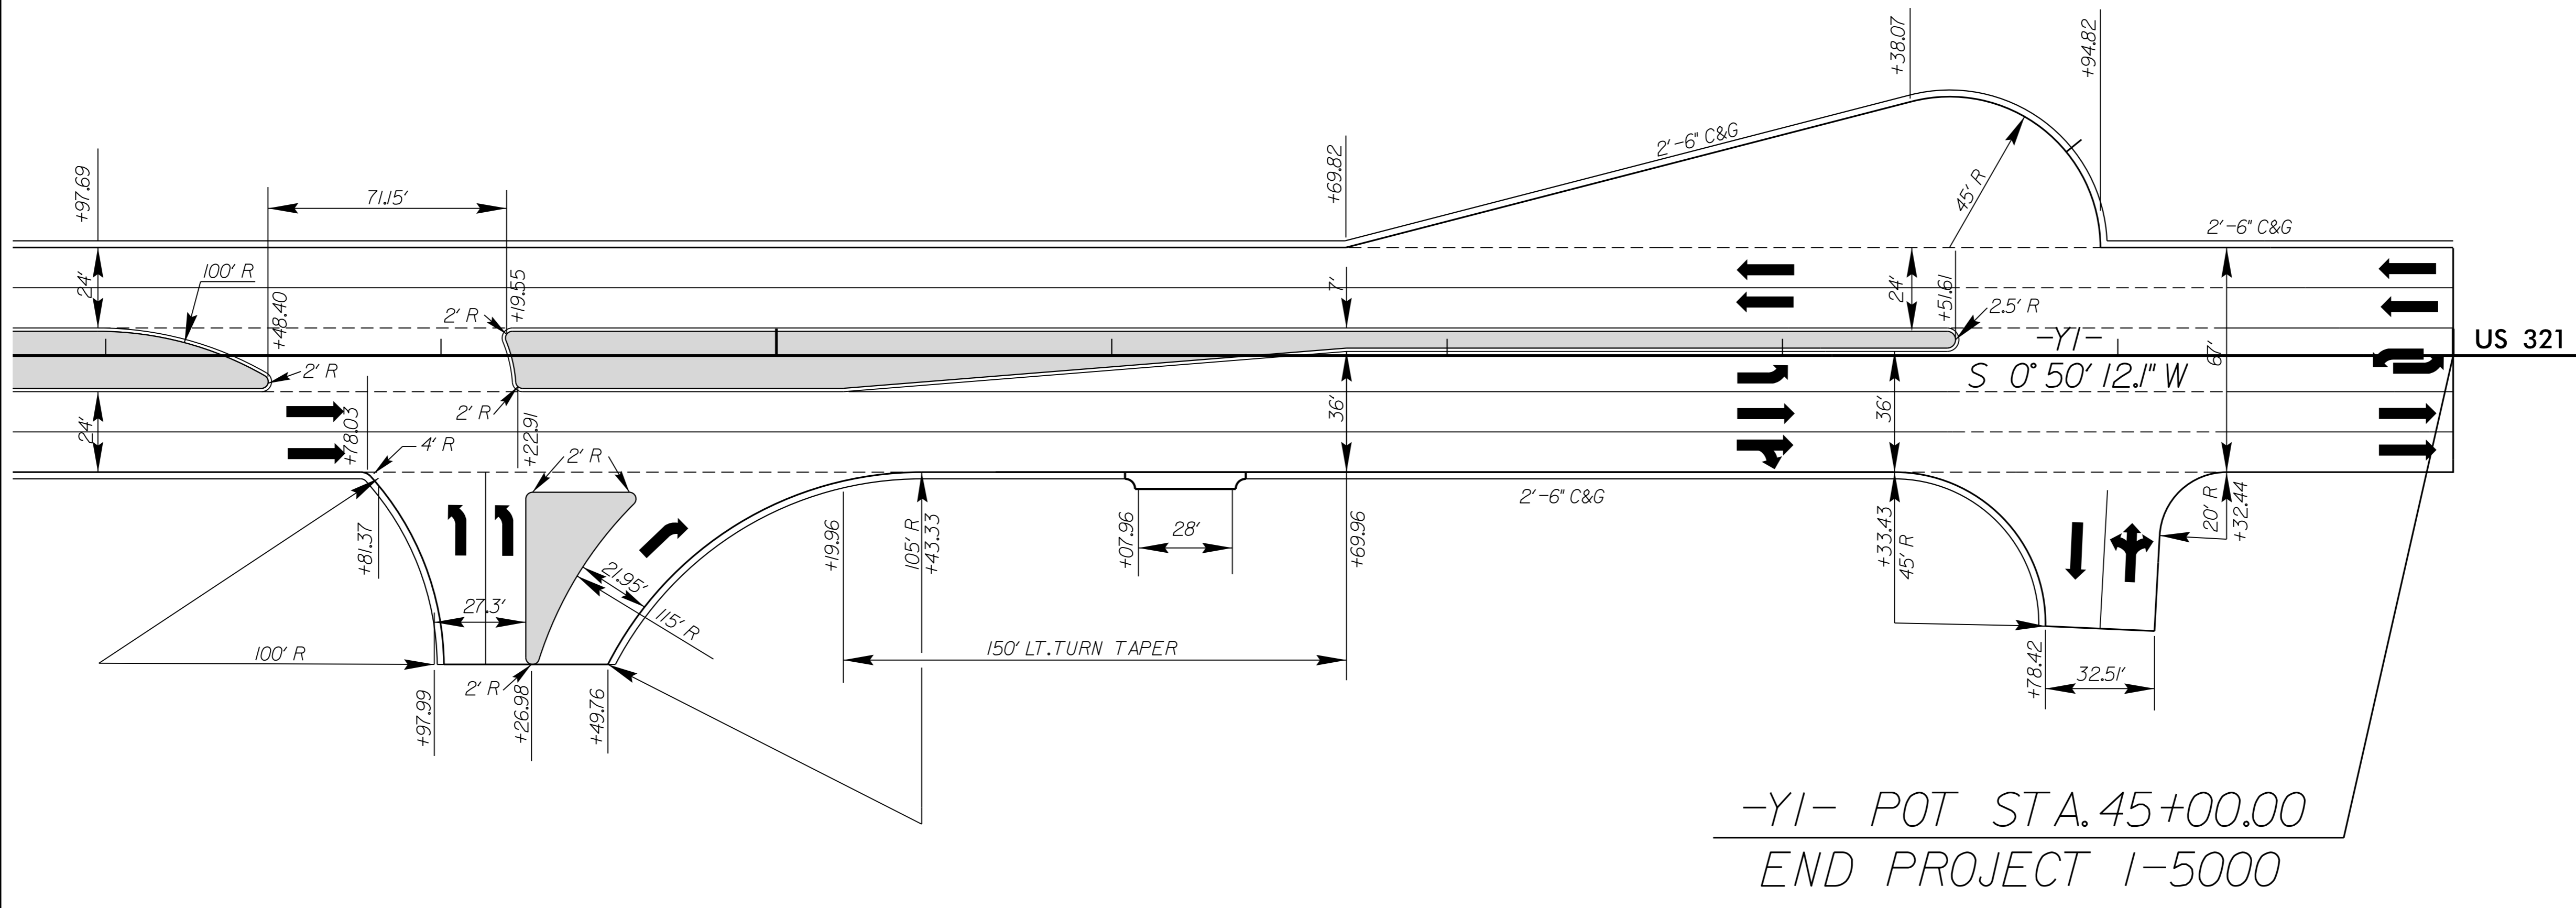 +38.07
+94.82
2'-6" C&G
+97.69
+69.82
71.15'
45' R
2'-6" C&G
24'
100' R
+48.40
+19.55
2' R
7'
24'
+51.61
2.5' R
-Y1-
US 321
S 0° 50' 12.1" W
67'
2' R
2' R
24'
+78.03
4' R
+22.91
2' R
36'
36'
2'-6" C&G
+81.37
27.3'
21.95'
115' R
+19.96
105' R
+43.33
+07.96
28'
+69.96
+33.43
45' R
20' R
+32.44
100' R
150' LT. TURN TAPER
2' R
+97.99
+26.98
+49.76
+78.42
32.51'
-Y1- POT STA. 45+00.00
END PROJECT I-5000